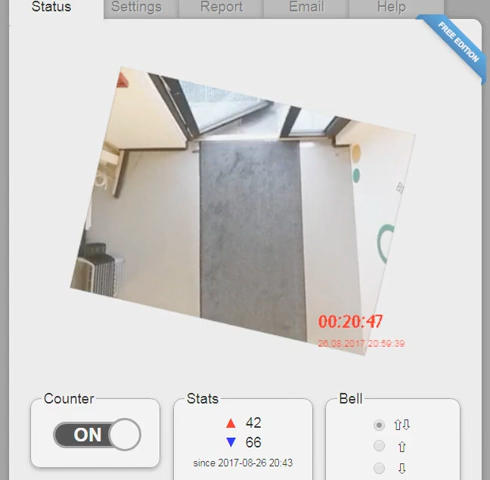 Status Settings Report Email Help
FREE EDITION
00:20:47
26.08.2017 20:59:39
Counter Stats Bell
ON
42
66
since 2017-08-26 20:43